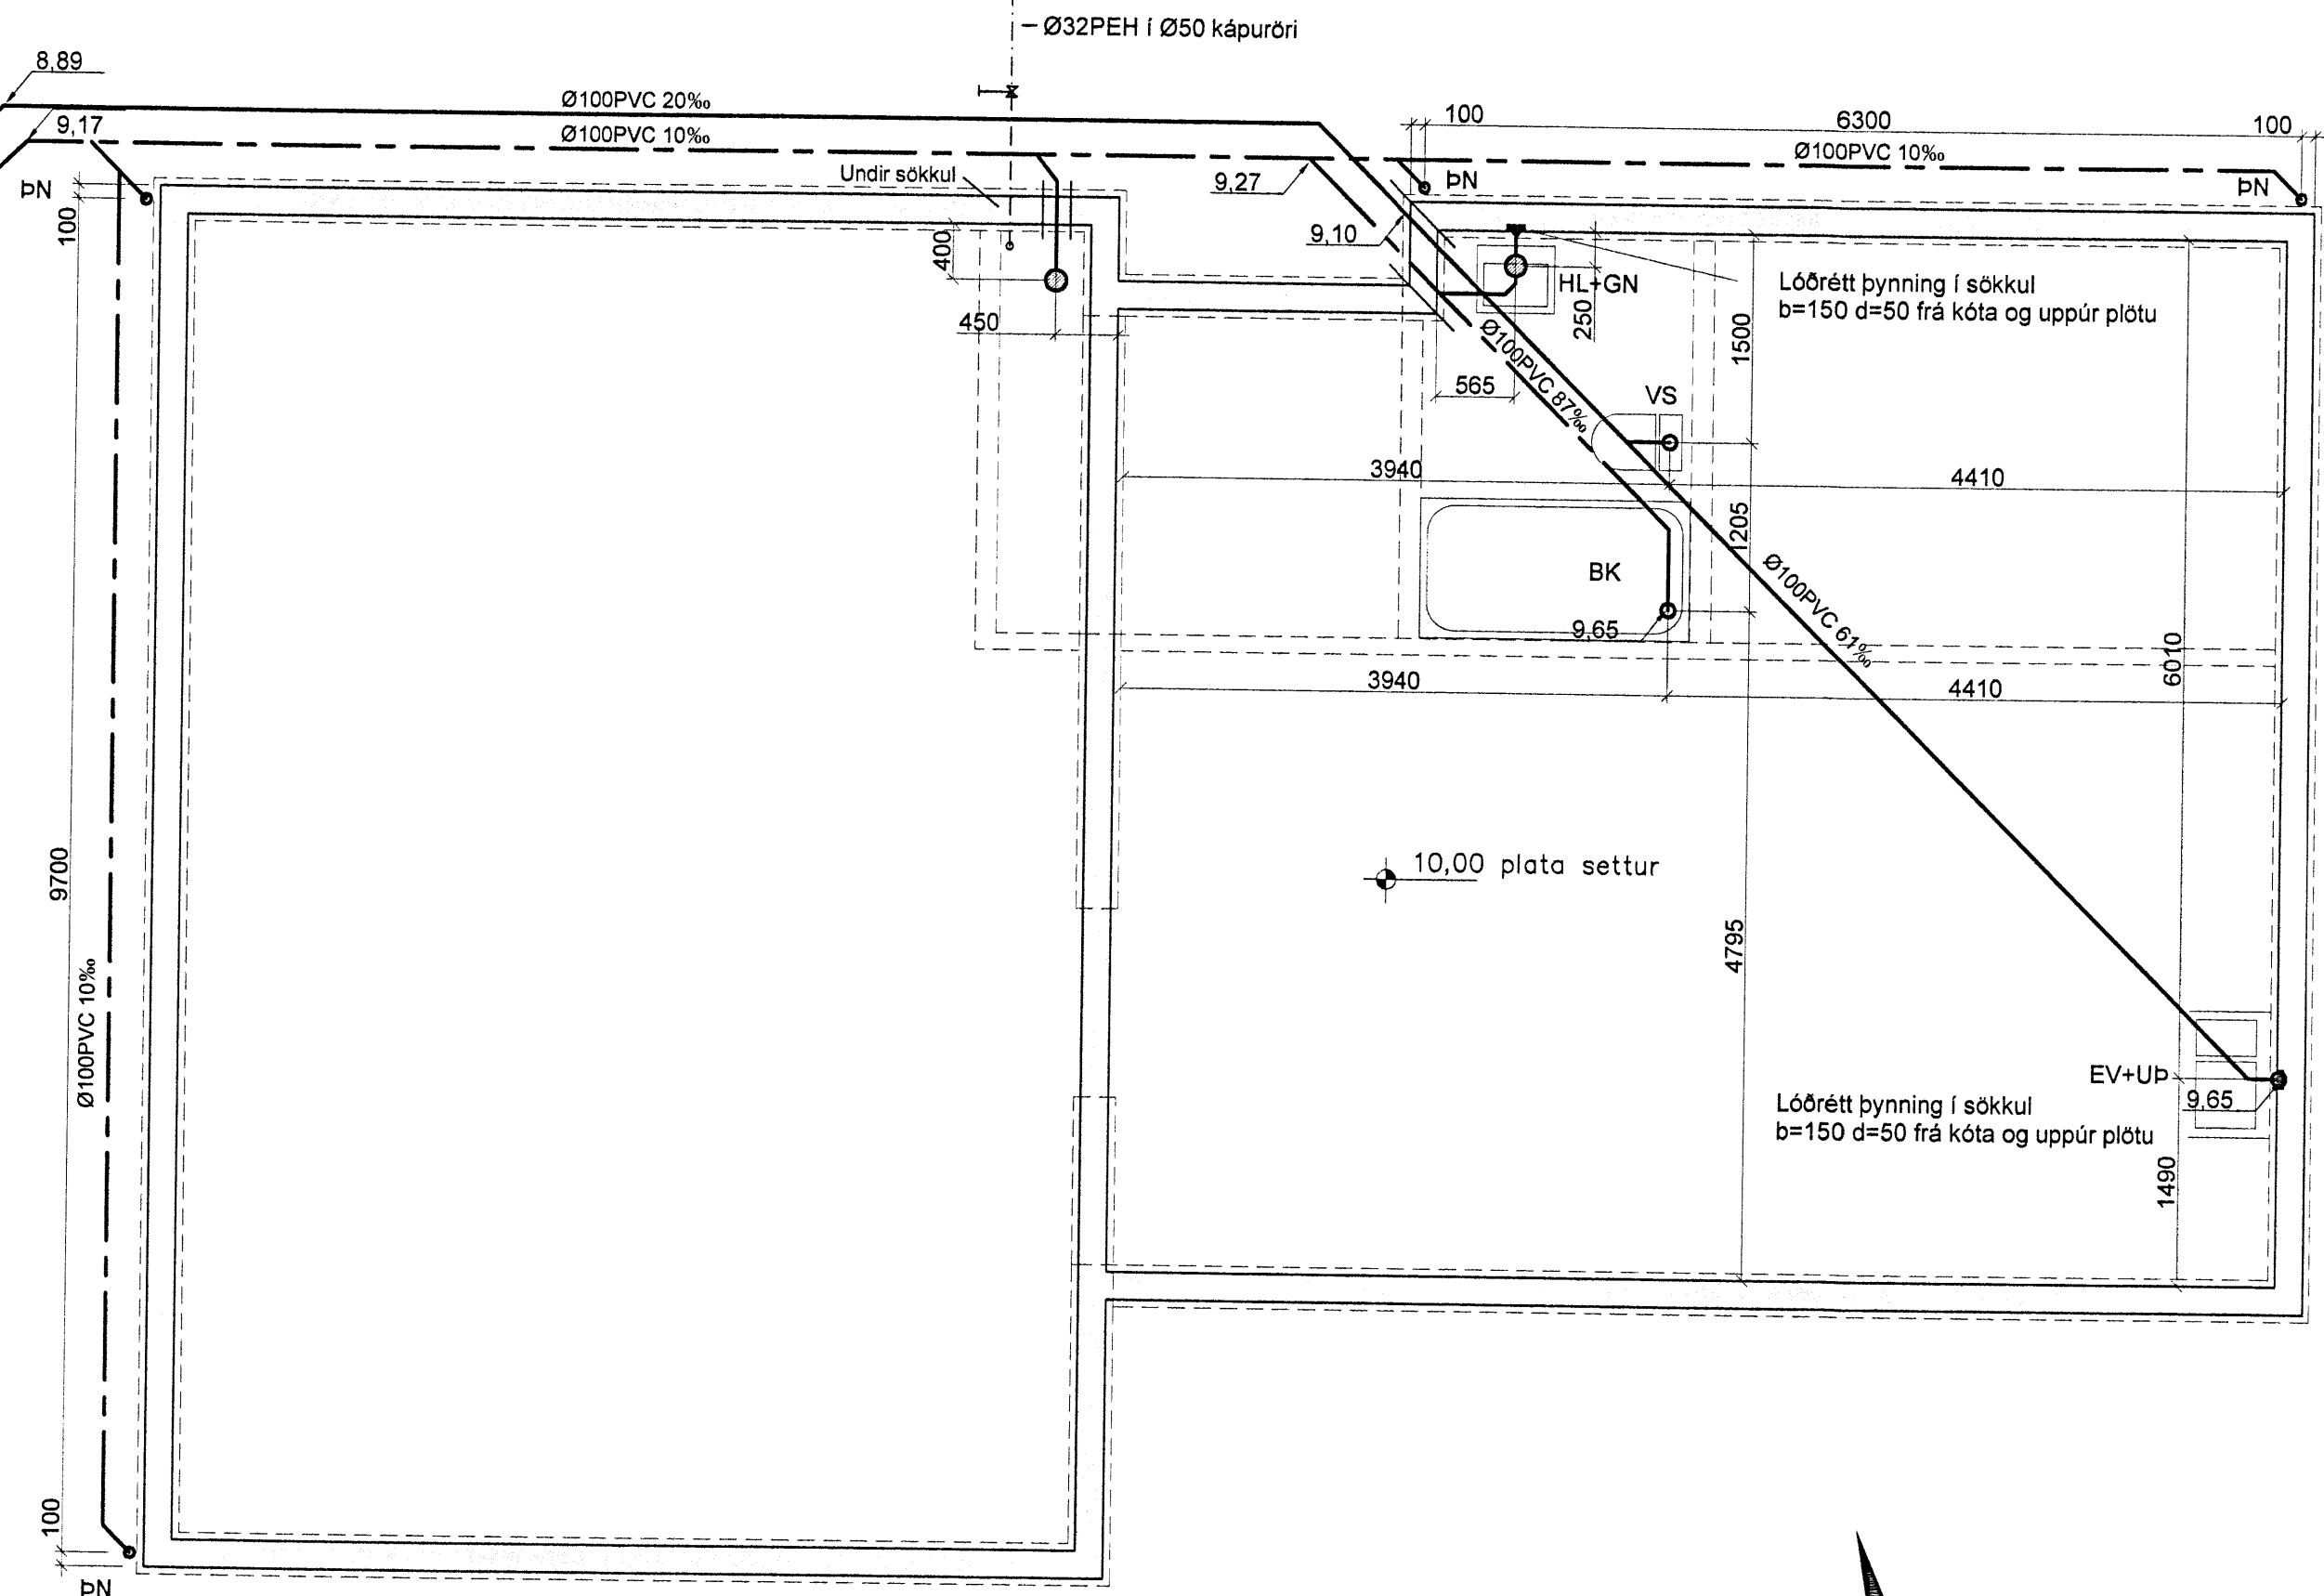 Ø32PEH í Ø50 kápuröri
8,89
Ø100PVC 20‰
9,17
Ø100PVC 10‰
100
6300
100
Ø100PVC 10‰
ÞN
Undir sökkul
9,27
ÞN
ÞN
100
400
9,10
HL+GN
250
Lóðrétt þynning í sökkul
b=150 d=50 frá kóta og uppúr plötu
450
1500
Ø100PVC 87‰
565
VS
3940
4410
1205
BK
Ø100PVC 61‰
9,65
6010
3940
4410
9700
10,00 plata settur
4795
Ø100PVC 10‰
EV+UÞ
9,65
Lóðrétt þynning í sökkul
b=150 d=50 frá kóta og uppúr plötu
1490
100
ÞN